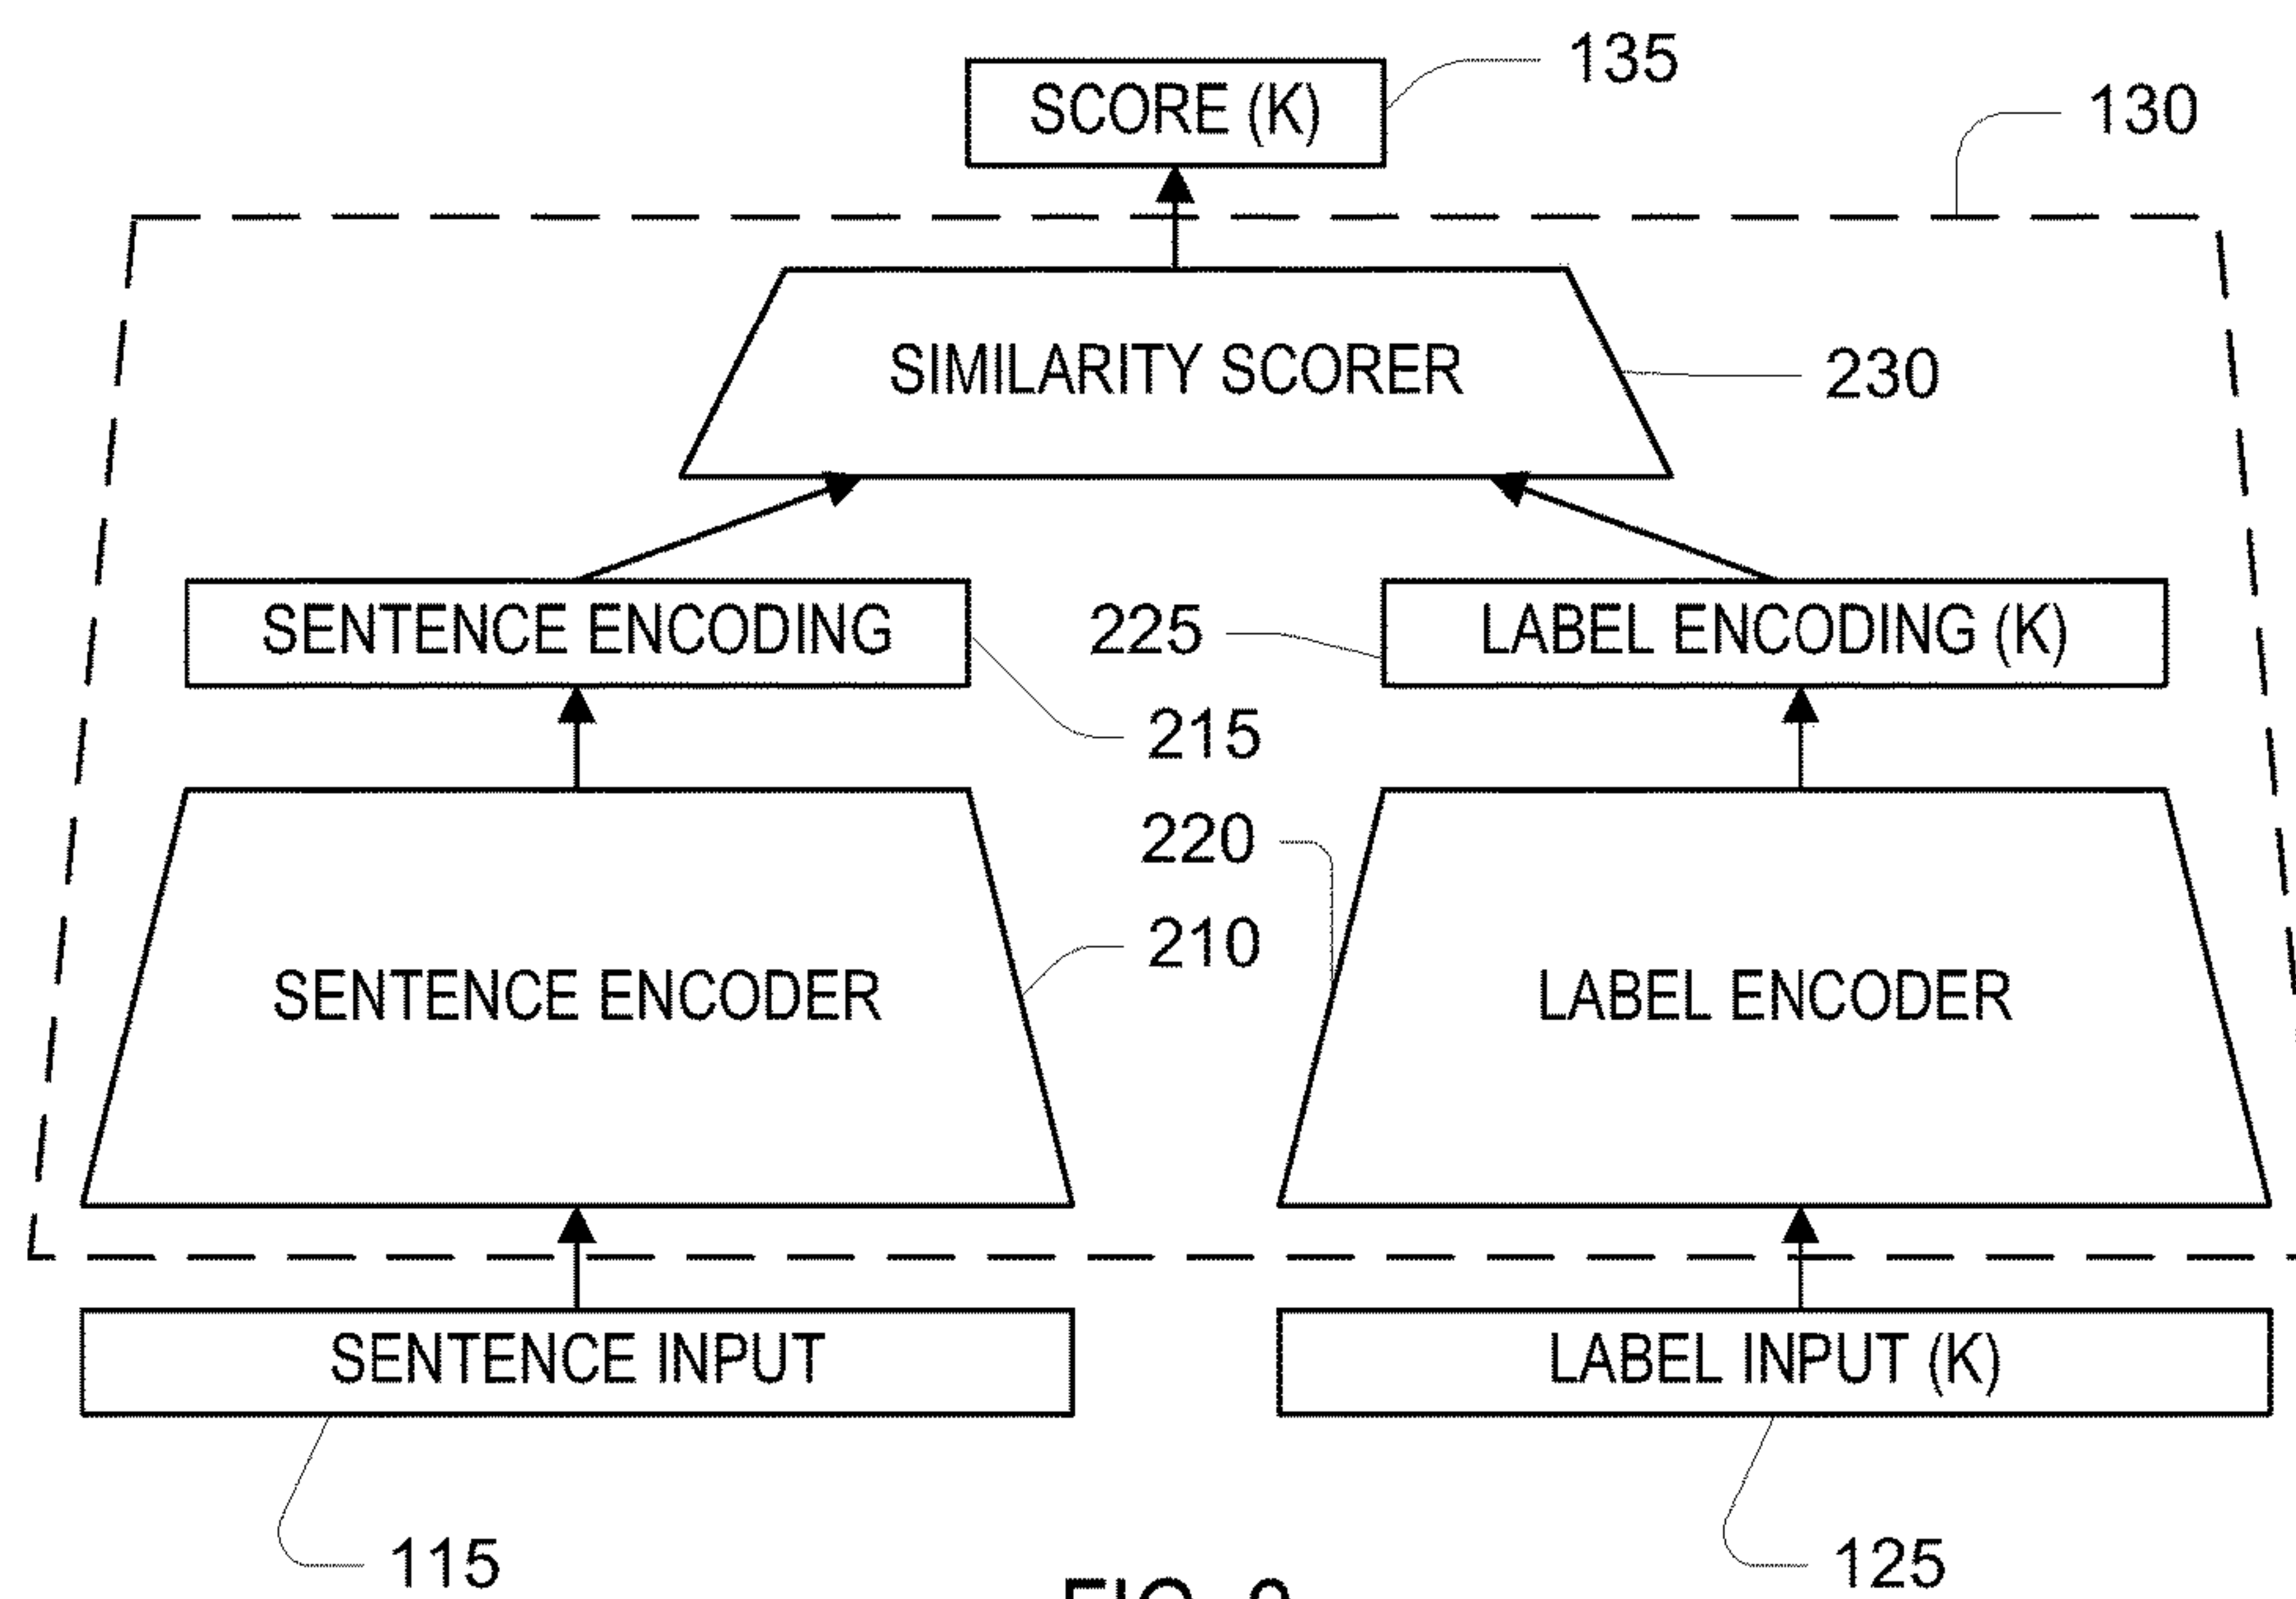 SCORE (K)
135
130
SIMILARITY SCORER
230
SENTENCE ENCODING
225
LABEL ENCODING (K)
215
220
210
SENTENCE ENCODER
LABEL ENCODER
SENTENCE INPUT
LABEL INPUT (K)
115
125
FIG.